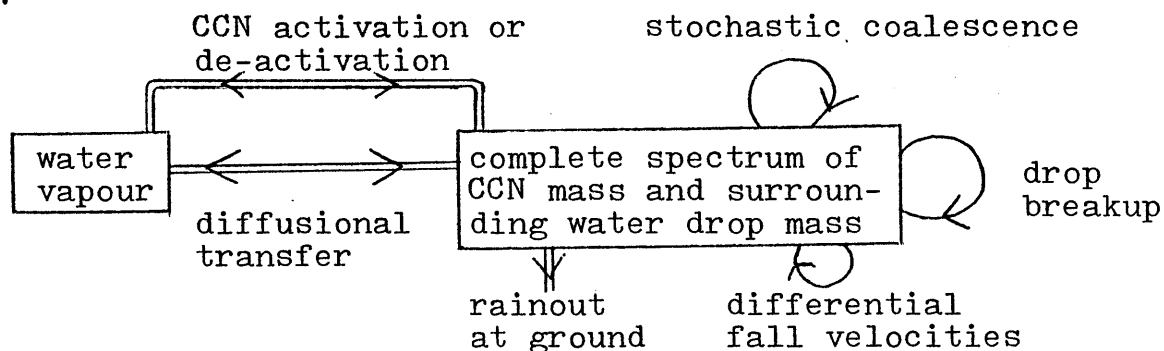 CCN activation or
de-activation
stochastic coalescence
water
vapour
complete spectrum of
CCN mass and surroun-
ding water drop mass
drop
breakup
diffusional
transfer
rainout
at ground
differential
fall velocities